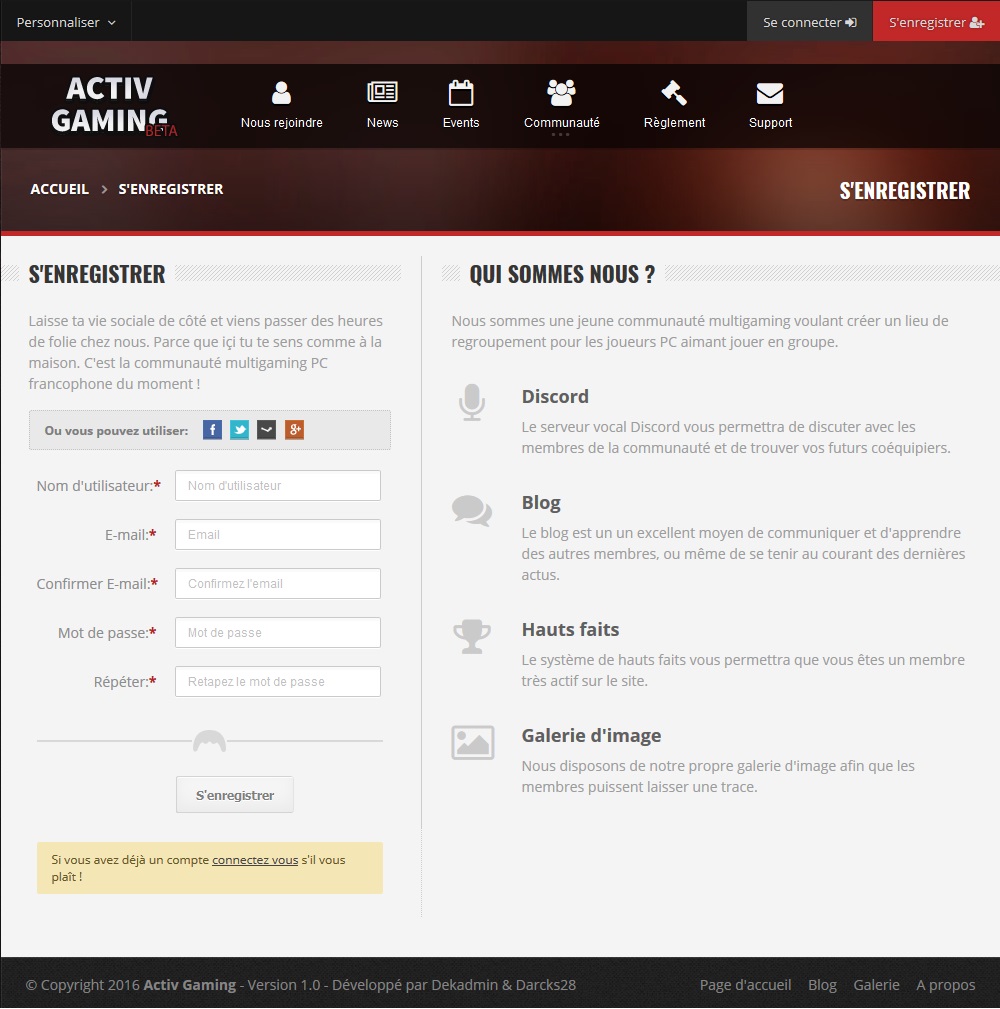 Personnaliser
Se connecter
S'enregistrer
ACTIV
GAMING
BETA
Nous rejoindre
News
Events
Communauté
Règlement
Support
ACCUEIL > S'ENREGISTRER
S'ENREGISTRER
S'ENREGISTRER
Laisse ta vie sociale de côté et viens passer des heures
de folie chez nous. Parce que içi tu te sens comme à la
maison. C'est la communauté multigaming PC
francophone du moment !
Ou vous pouvez utiliser:
Nom d'utilisateur:*
Nom d'utilisateur
E-mail:*
Email
Confirmer E-mail:*
Confirmez l'email
Mot de passe:*
Mot de passe
Répéter:*
Retapez le mot de passe
S'enregistrer
Si vous avez déjà un compte connectez vous s'il vous
plaît !
QUI SOMMES NOUS ?
Nous sommes une jeune communauté multigaming voulant créer un lieu de
regroupement pour les joueurs PC aimant jouer en groupe.
Discord
Le serveur vocal Discord vous permettra de discuter avec les
membres de la communauté et de trouver vos futurs coéquipiers.
Blog
Le blog est un un excellent moyen de communiquer et d'apprendre
des autres membres, ou même de se tenir au courant des dernières
actus.
Hauts faits
Le système de hauts faits vous permettra que vous êtes un membre
très actif sur le site.
Galerie d'image
Nous disposons de notre propre galerie d'image afin que les
membres puissent laisser une trace.
© Copyright 2016 Activ Gaming - Version 1.0 - Développé par Dekadmin & Darcks28
Page d'accueil
Blog
Galerie
A propos